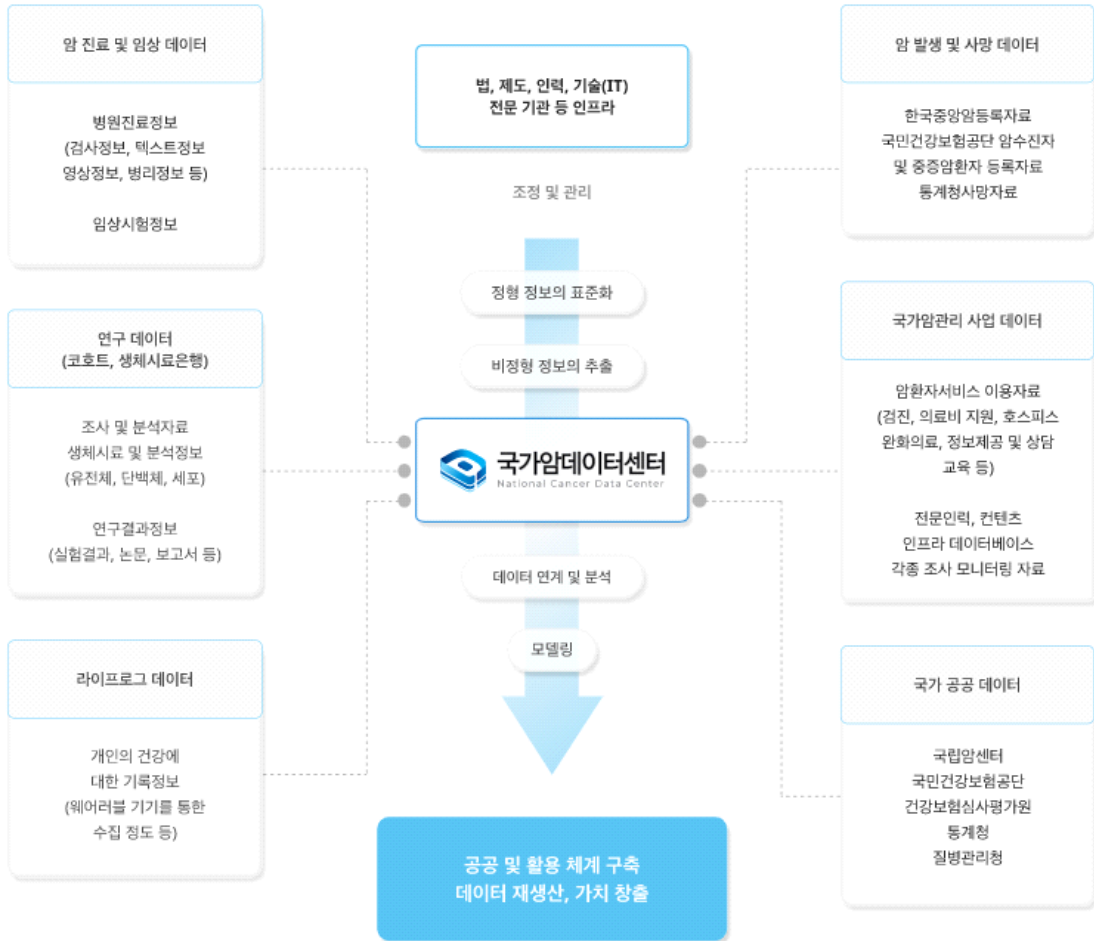 암 진료 및 임상 데이터
병원진료정보
(검사정보, 텍스트정보
영상정보, 병리정보 등)
임상시험정보
연구 데이터
(코호트, 생체시료은행)
조사 및 분석자료
생체시료 및 분석정보
(유전체, 단백체, 세포)
연구결과정보
(실험결과, 논문, 보고서 등)
라이프로그 데이터
개인의 건강에
대한 기록정보
(웨어러블 기기를 통한
수집 정도 등)
법, 제도, 인력, 기술(IT)
전문 기관 등 인프라
조정 및 관리
정형 정보의 표준화
비정형 정보의 추출
국가암데이터센터
National Cancer Data Center
데이터 연계 및 분석
모델링
공공 및 활용 체계 구축
데이터 재생산, 가치 창출
암 발생 및 사망 데이터
한국중앙암등록자료
국민건강보험공단 암수진자
및 중증암환자 등록자료
통계청사망자료
국가암관리 사업 데이터
암환자서비스 이용자료
(검진, 의료비 지원, 호스피스
완화의료, 정보제공 및 상담
교육 등)
전문인력, 컨텐츠
인프라 데이터베이스
각종 조사 모니터링 자료
국가 공공 데이터
국립암센터
국민건강보험공단
건강보험심사평가원
통계청
질병관리청